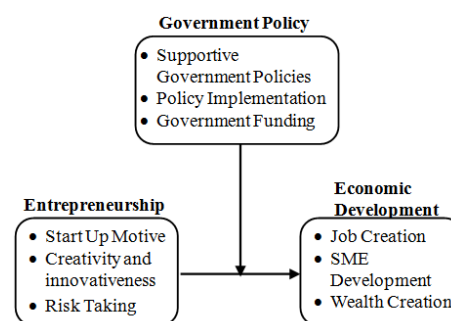 Government Policy
• Supportive
Government Policies
• Policy Implementation
• Government Funding
Entrepreneurship
• Start Up Motive
• Creativity and
innovativeness
• Risk Taking
Economic
Development
• Job Creation
• SME
Development
• Wealth Creation